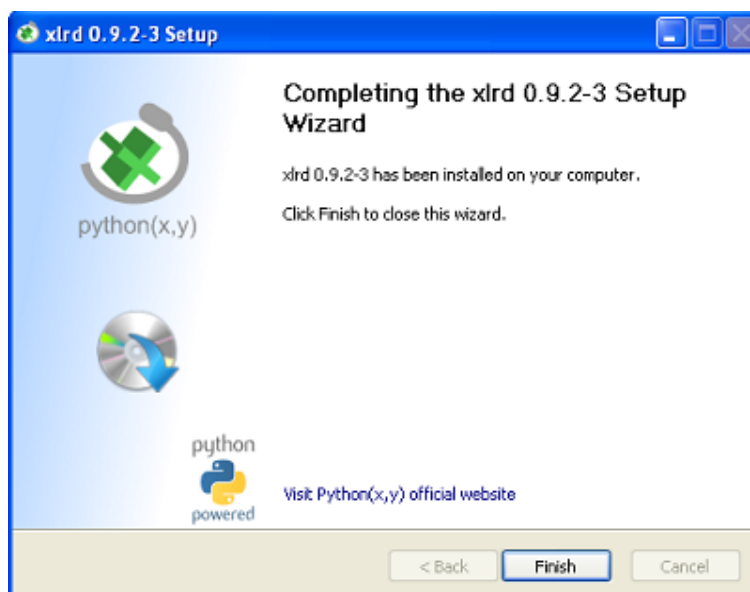 xlrd 0.9.2-3 Setup
Completing the xlrd 0.9.2-3 Setup
Wizard
xlrd 0.9.2-3 has been installed on your computer.
Click Finish to close this wizard.
python(x,y)
python
powered
Visit Python(x,y) official website
< Back
Finish
Cancel